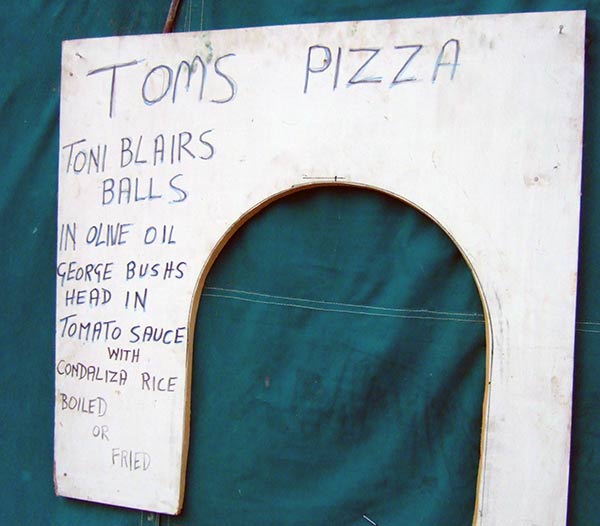 TOMS PIZZA
TONI BLAIRS
BALLS
IN OLIVE OIL
GEORGE BUSHS
HEAD IN
TOMATO SAUCE
WITH
CONDALIZA RICE
BOILED
OR
FRIED